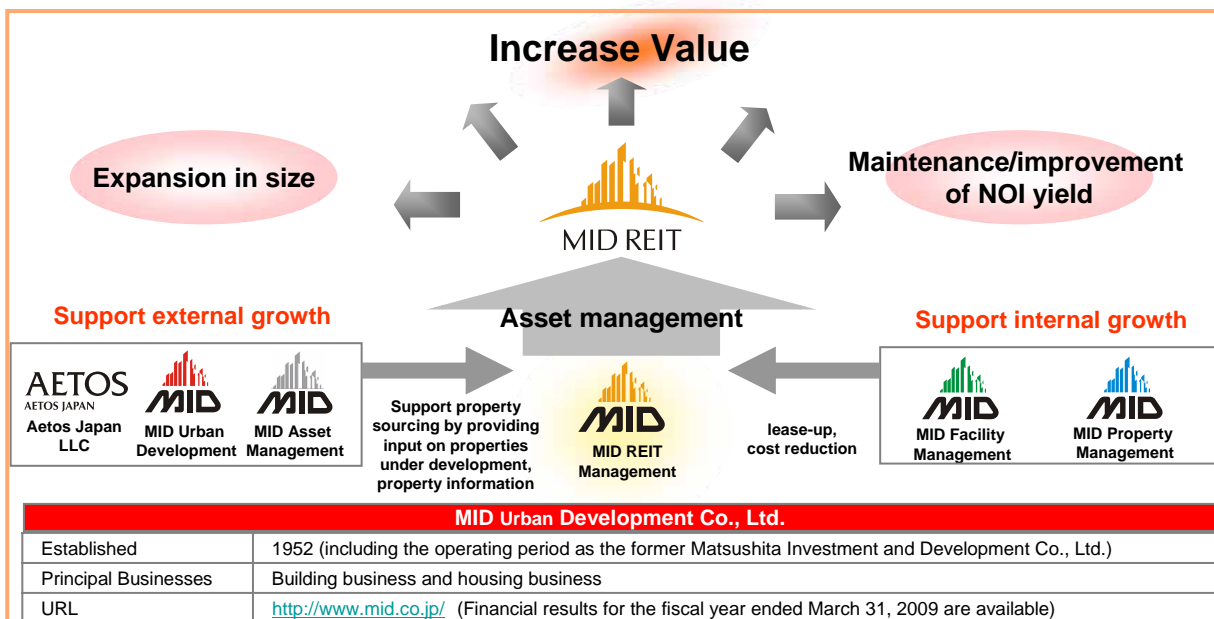 Increase Value
Expansion in size
Maintenance/improvement
of NOI yield
MID REIT
Support external growth
Asset management
Support internal growth
AETOS
AETOS JAPAN
Aetos Japan
LLC
MID
MID Urban
Development
MID
MID Asset
Management
Support property
sourcing by providing
input on properties
under development,
property information
MID
MID REIT
Management
lease-up,
cost reduction
MID
MID Facility
Management
MID
MID Property
Management
MID Urban Development Co., Ltd.
Established 1952 (including the operating period as the former Matsushita Investment and Development Co., Ltd.)
Principal Businesses Building business and housing business
URL http://www.mid.co.jp/ (Financial results for the fiscal year ended March 31, 2009 are available)